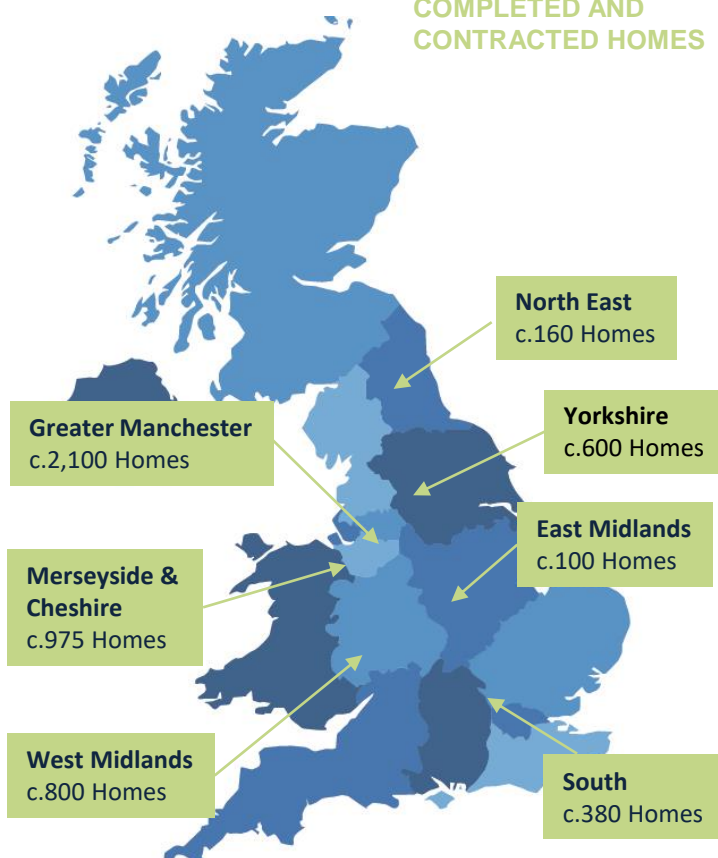 COMPLETED AND
CONTRACTED HOMES
North East
c.160 Homes
Greater Manchester
c.2,100 Homes
Yorkshire
c.600 Homes
East Midlands
c.100 Homes
Merseyside &
Cheshire
c.975 Homes
West Midlands
c.800 Homes
South
c.380 Homes